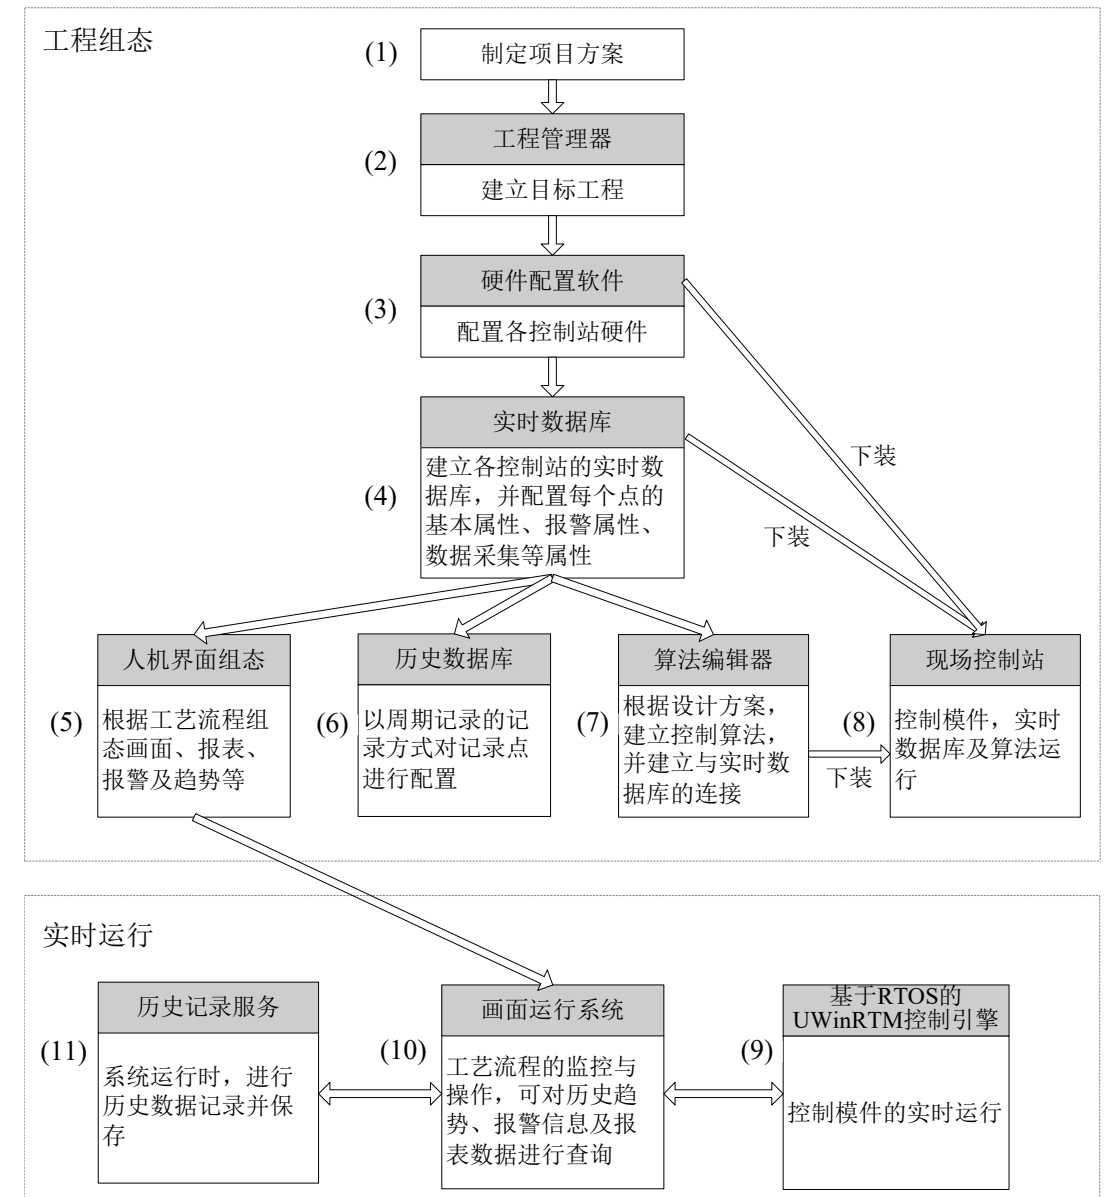 工程组态
(1)
制定项目方案
工程管理器
(2)
建立目标工程
硬件配置软件
(3)
配置各控制站硬件
实时数据库
(4)
建立各控制站的实时数
据库，并配置每个点的
基本属性、报警属性、
数据采集等属性
下装
下装
人机界面组态
(5)
根据工艺流程组
态画面、报表、
报警及趋势等
历史数据库
(6)
以周期记录的记
录方式对记录点
进行配置
算法编辑器
(7)
根据设计方案，
建立控制算法，
并建立与实时数
据库的连接
下装
现场控制站
(8)
控制模件，实时
数据库及算法运
行
实时运行
历史记录服务
(11)
系统运行时，进行
历史数据记录并保
存
画面运行系统
(10)
工艺流程的监控与
操作，可对历史趋
势、报警信息及报
表数据进行查询
基于RTOS的
UWinRTM控制引擎
(9)
控制模件的实时运行